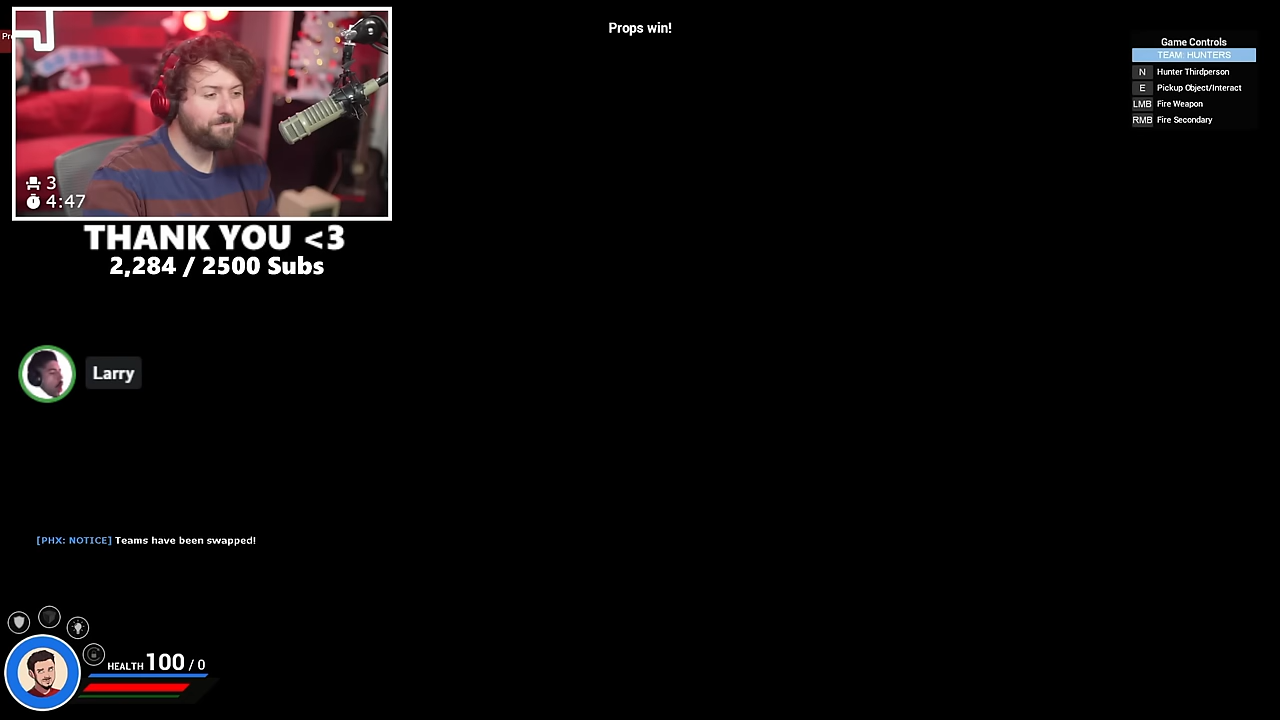 Props win!
Pr
Game Controls
TEAM: HUNTERS
N Hunter Thirdperson
E Pickup Object/Interact
LMB Fire Weapon
RMB Fire Secondary
3
4:47
THANK YOU <3
2,284 / 2500 Subs
Larry
[PHX: NOTICE] Teams have been swapped!
HEALTH 100 / 0